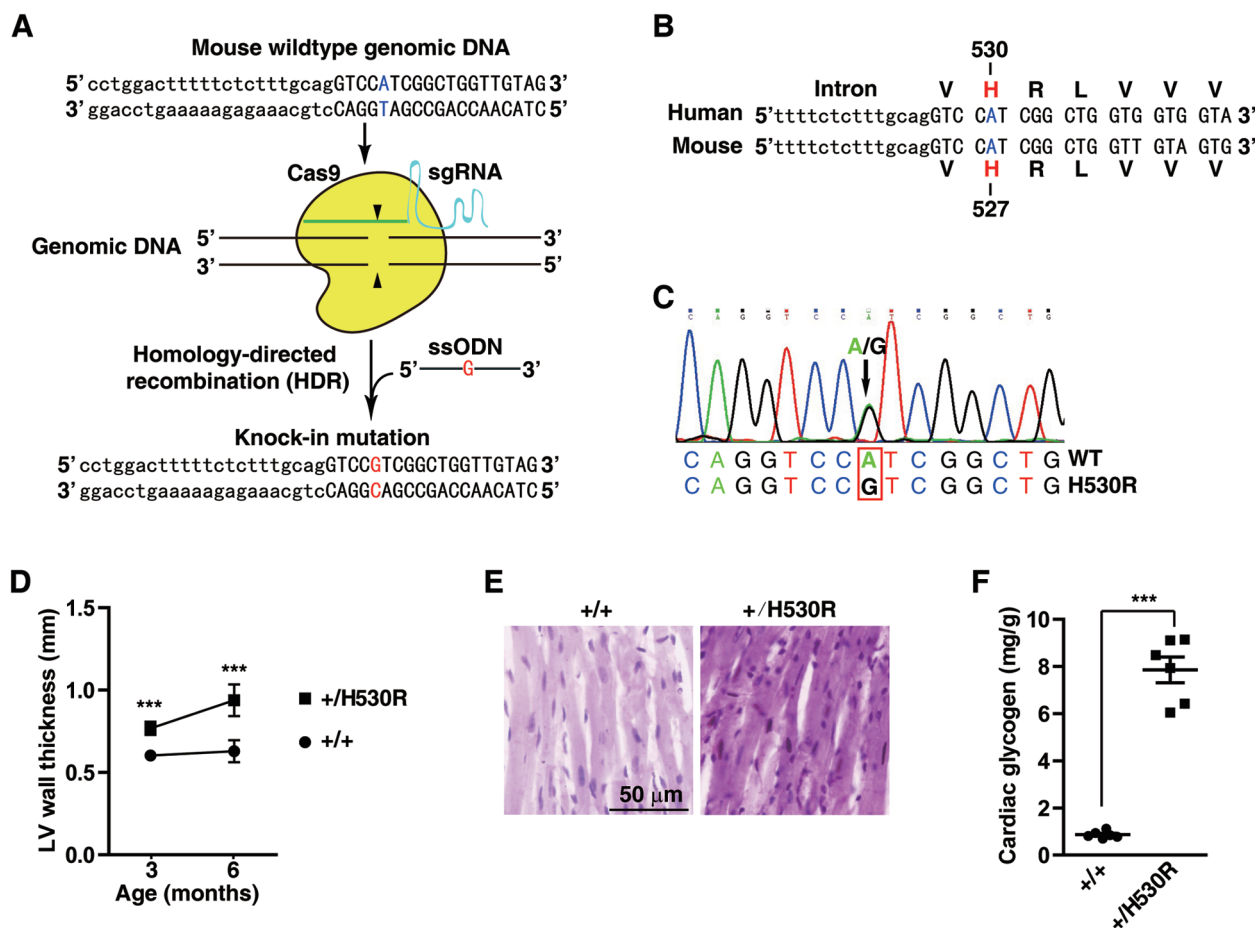 A
Mouse wildtype genomic DNA
5’ cctggactttttctctttgcagGTCCATCGGCTGGTTGTAG 3’
3’ ggacctgaaaaagagaaacgtcCAGGTAGCCGACCAACATC 5’
Cas9
sgRNA
Genomic DNA
5’ 3’
3’ 5’
Homology-directed
recombination (HDR)
ssODN
5’ G 3’
Knock-in mutation
5’ cctggactttttctctttgcagGTCCGTCGGCTGGTTGTAG 3’
3’ ggacctgaaaaagagaaacgtcCAGGCAGCCGACCAACATC 5’
B
530
Intron V H R L V V V
Human 5’ttttctctttgcagGTC CAT CGG CTG GTG GTG GTA 3’
Mouse 5’ttttctctttgcagGTC CAT CGG CTG GTT GTA GTG 3’
V H R L V V V
527
C
C A G G T C C A T C G G C T G
A/G
C A G G T C C A T C G G C T G WT
C A G G T C C G T C G G C T G H530R
D
LV wall thickness (mm)
1.5
1.0
0.5
0.0
***
***
3 6
Age (months)
+/H530R
+/+
E
+/+ +/H530R
50 μm
F
Cardiac glycogen (mg/g)
10
8
6
4
2
0
***
+/+
+/H530R